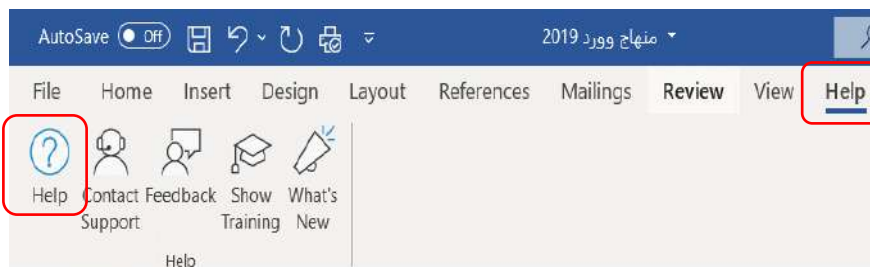 AutoSave Off منهاج وورد 2019
File Home Insert Design Layout References Mailings Review View Help
Help Contact Support Feedback Show Training What's New
Help